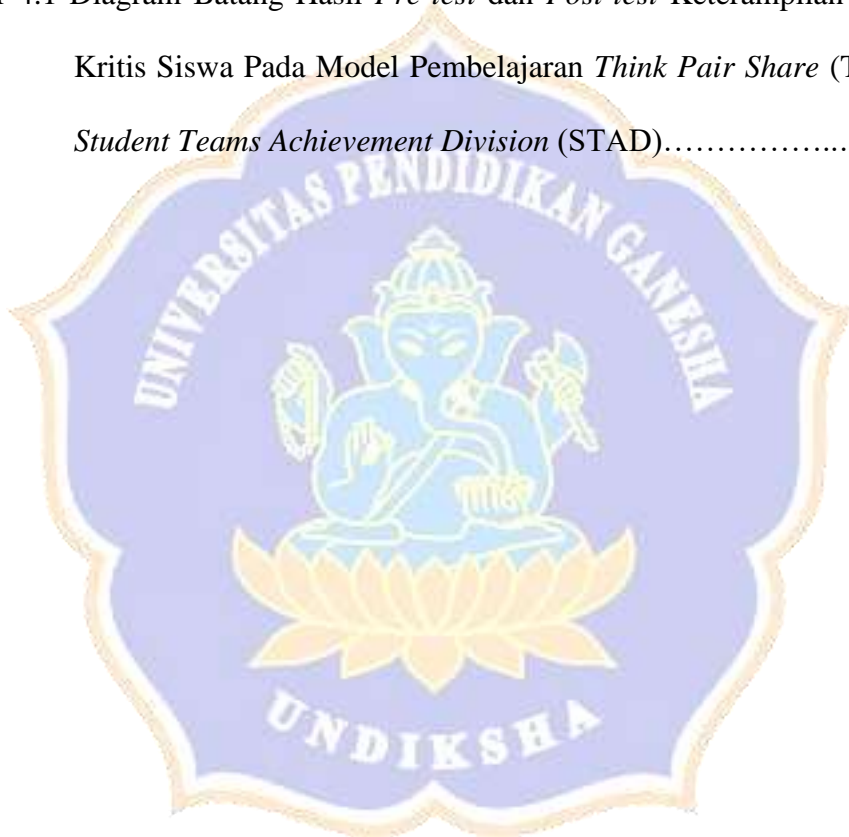 4.1 Diagram Batang Hasil Pre-test dan Post-test Keterampilan
Kritis Siswa Pada Model Pembelajaran Think Pair Share
Student Teams Achievement Division (STAD)……………...
UNIVERSITAS PENDIDIKAN GANESHA
UNDIKSHA